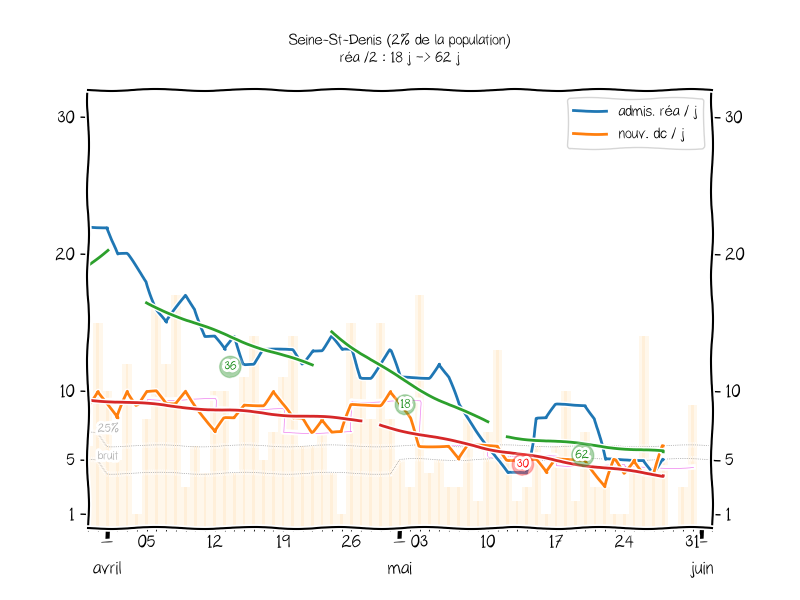 Seine-St-Denis (2% de la population)
réa /2 : 18 j -> 62 j
admis. réa / j
nouv. dc / j
30
30
20
20
10
10
5
5
1
1
36
18
62
30
25%
bruit
05 12 19 26 03 10 17 24 31
avril mai juin